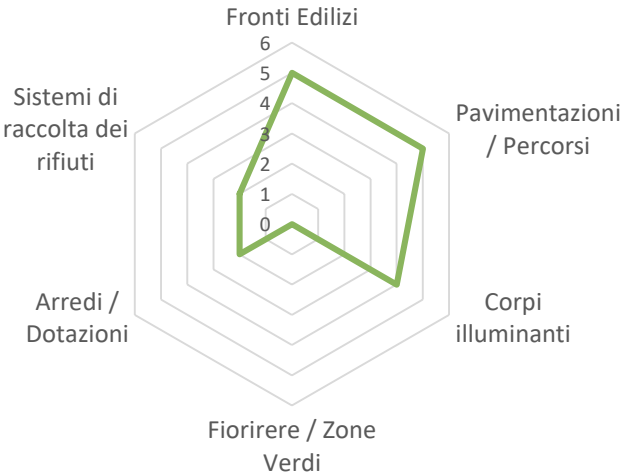 Fronti Edilizi
6
5
4
3
2
1
0
Pavimentazioni
/ Percorsi
Corpi
illuminanti
Fiorirere / Zone
Verdi
Arredi /
Dotazioni
Sistemi di
raccolta dei
rifiuti